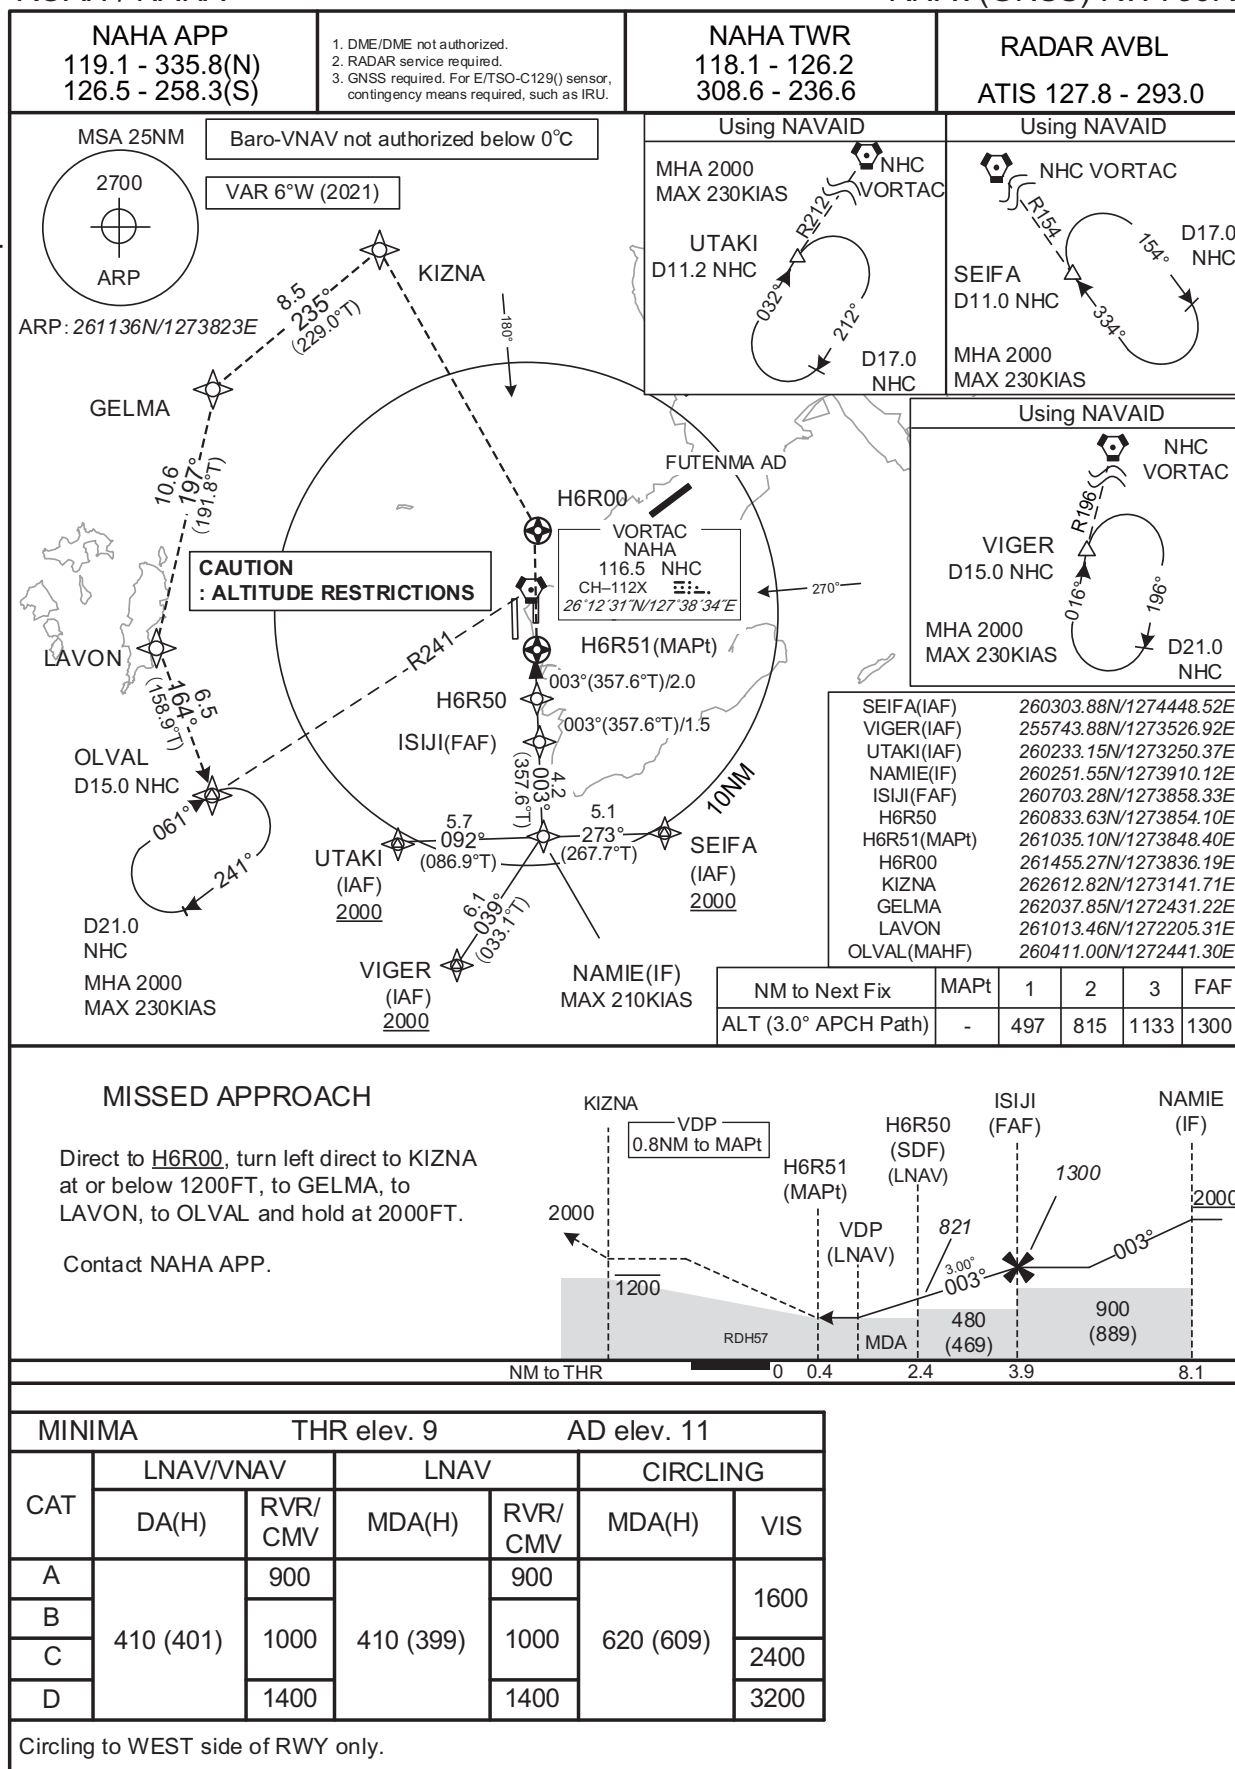 NAHA APP
119.1 - 335.8(N)
126.5 - 258.3(S)
1. DME/DME not authorized.
2. RADAR service required.
3. GNSS required. For E/TSO-C129() sensor,
contingency means required, such as IRU.
NAHA TWR
118.1 - 126.2
308.6 - 236.6
RADAR AVBL
ATIS 127.8 - 293.0
MSA 25NM
2700
ARP
ARP: 261136N/1273823E
Baro-VNAV not authorized below 0°C
VAR 6°W (2021)
Using NAVAID
MHA 2000
MAX 230KIAS
NHC
VORTAC
R212
UTAKI
D11.2 NHC
032°
212°
D17.0
NHC
Using NAVAID
NHC VORTAC
R154
154°
D17.0
NHC
SEIFA
D11.0 NHC
334°
MHA 2000
MAX 230KIAS
Using NAVAID
NHC
VORTAC
R196
VIGER
D15.0 NHC
016°
196°
MHA 2000
MAX 230KIAS
D21.0
NHC
KIZNA
8.5
235°
(229.0°T)
180°
GELMA
10.6
197°
(191.8°T)
FUTENMA AD
H6R00
VORTAC
NAHA
116.5 NHC
CH–112X
26°12´31˝N/127°38´34˝E
270°
CAUTION
: ALTITUDE RESTRICTIONS
LAVON
R241
H6R51(MAPt)
003°(357.6°T)/2.0
H6R50
003°(357.6°T)/1.5
ISIJI(FAF)
6.5
164°
(158.9°T)
OLVAL
D15.0 NHC
061°
241°
D21.0
NHC
MHA 2000
MAX 230KIAS
4.2
003°
(357.6°T)
10NM
5.7
092°
(086.9°T)
5.1
273°
(267.7°T)
UTAKI
(IAF)
2000
SEIFA
(IAF)
2000
6.1
039°
(033.1°T)
VIGER
(IAF)
2000
NAMIE(IF)
MAX 210KIAS
SEIFA(IAF) 260303.88N/1274448.52E
VIGER(IAF) 255743.88N/1273526.92E
UTAKI(IAF) 260233.15N/1273250.37E
NAMIE(IF) 260251.55N/1273910.12E
ISIJI(FAF) 260703.28N/1273858.33E
H6R50 260833.63N/1273854.10E
H6R51(MAPt) 261035.10N/1273848.40E
H6R00 261455.27N/1273836.19E
KIZNA 262612.82N/1273141.71E
GELMA 262037.85N/1272431.22E
LAVON 261013.46N/1272205.31E
OLVAL(MAHF) 260411.00N/1272441.30E
NM to Next Fix MAPt 1 2 3 FAF
ALT (3.0° APCH Path) - 497 815 1133 1300
MISSED APPROACH
Direct to H6R00, turn left direct to KIZNA
at or below 1200FT, to GELMA, to
LAVON, to OLVAL and hold at 2000FT.
Contact NAHA APP.
KIZNA
VDP
0.8NM to MAPt
H6R51
(MAPt)
H6R50
(SDF)
(LNAV)
ISIJI
(FAF)
NAMIE
(IF)
2000
VDP
(LNAV)
821
1300
2000
1200
3.00°
003°
003°
RDH57
MDA
480
(469)
900
(889)
NM to THR 0 0.4 2.4 3.9 8.1
MINIMA THR elev. 9 AD elev. 11
CAT LNAV/VNAV LNAV CIRCLING
DA(H) RVR/CMV MDA(H) RVR/CMV MDA(H) VIS
A 900 900 1600
B 410 (401) 1000 410 (399) 1000 620 (609)
C 2400
D 1400 1400 3200
Circling to WEST side of RWY only.